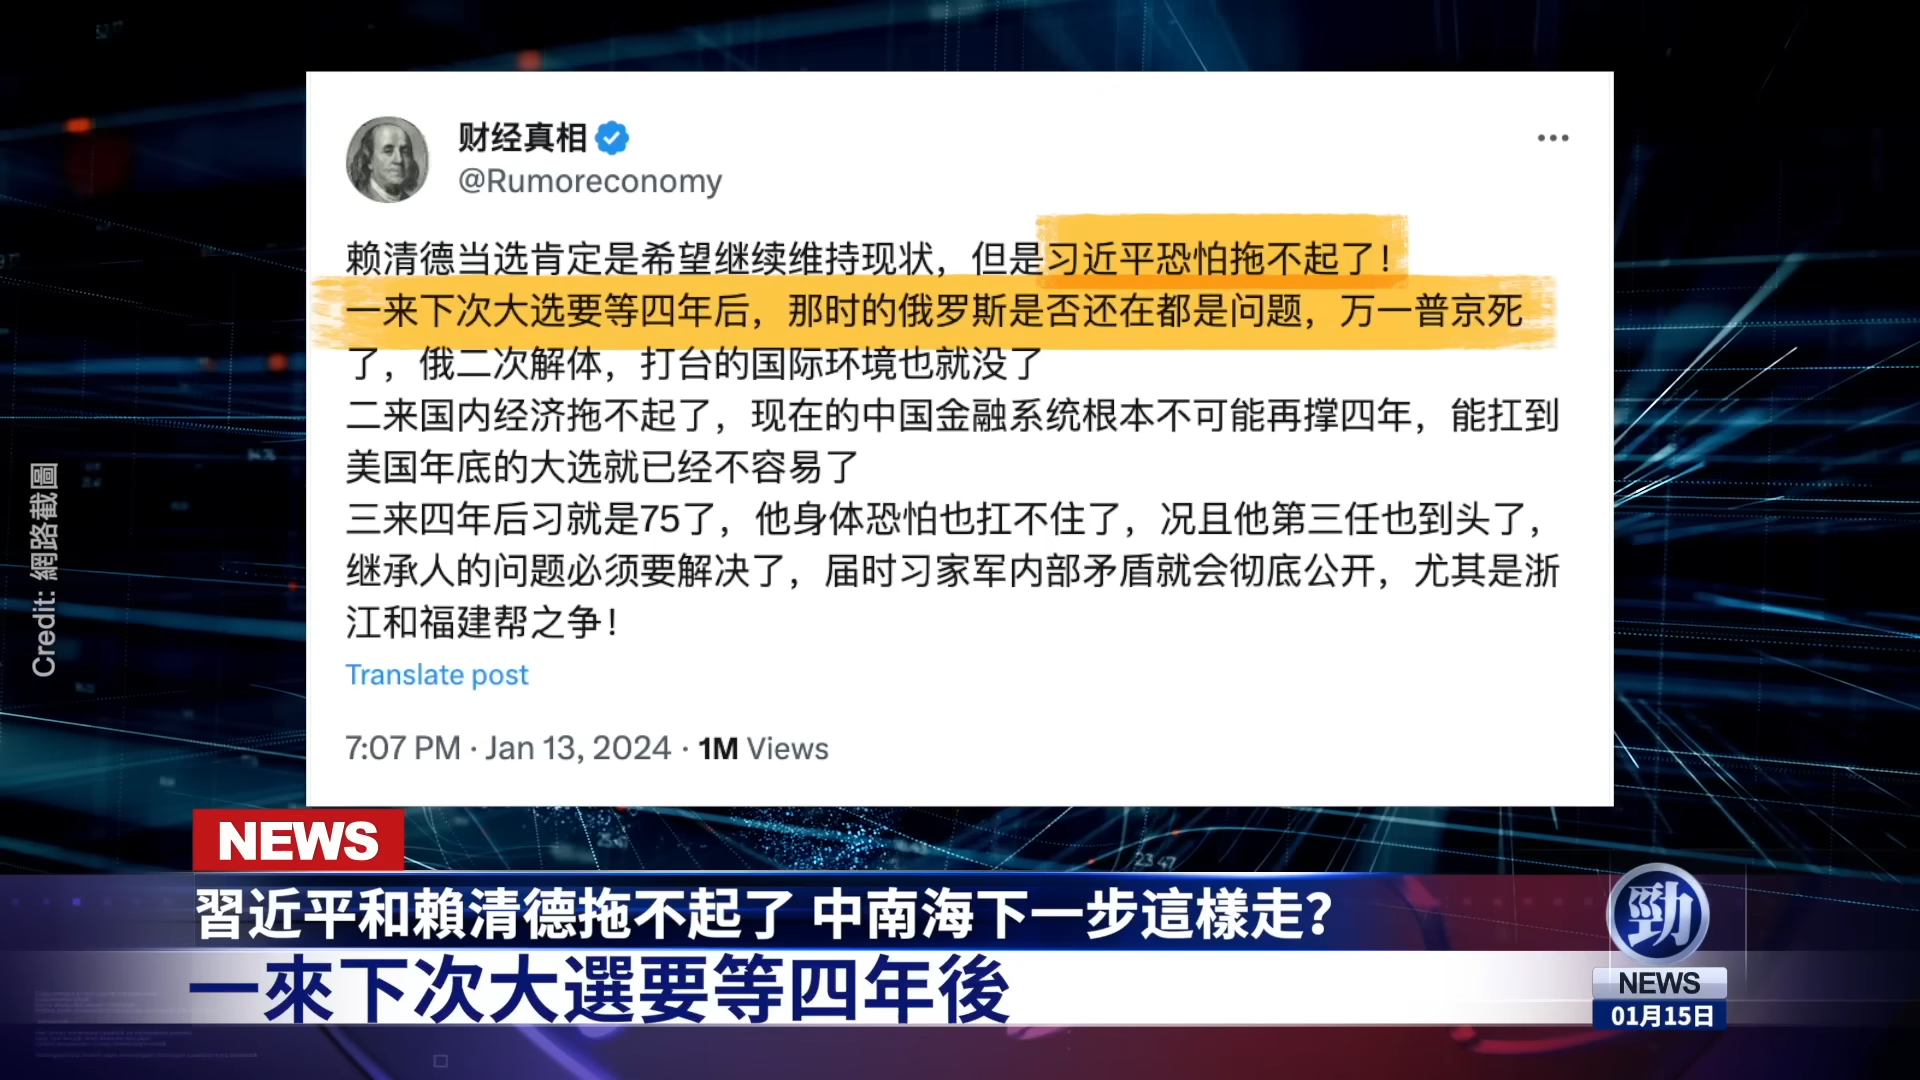 财经真相
@Rumoreconomy
赖清德当选肯定是希望继续维持现状，但是习近平恐怕拖不起了！
一来下次大选要等四年后，那时的俄罗斯是否还在都是问题，万一普京死
了，俄二次解体，打台的国际环境也就没了
二来国内经济拖不起了，现在的中国金融系统根本不可能再撑四年，能扛到
美国年底的大选就已经不容易了
三来四年后习就是75了，他身体恐怕也扛不住了，况且他第三任也到头了，
继承人的问题必须要解决了，届时习家军内部矛盾就会彻底公开，尤其是浙
江和福建帮之争！
Translate post
7:07 PM · Jan 13, 2024 · 1M Views
Credit: 網路截圖
NEWS
習近平和賴清德拖不起了 中南海下一步這樣走？
一來下次大選要等四年後
勁
NEWS
01月15日
23 47